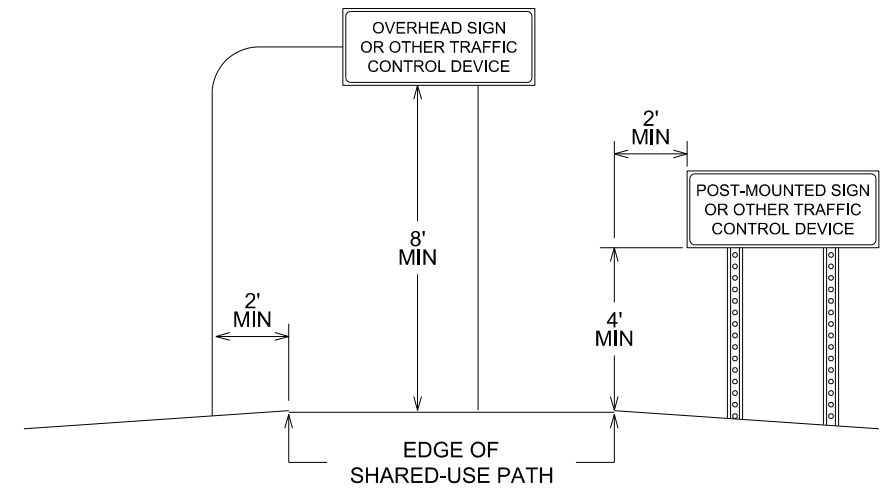 OVERHEAD SIGN
OR OTHER TRAFFIC
CONTROL DEVICE
2'
MIN
POST-MOUNTED SIGN
OR OTHER TRAFFIC
CONTROL DEVICE
8'
MIN
2'
MIN
4'
MIN
EDGE OF
SHARED-USE PATH